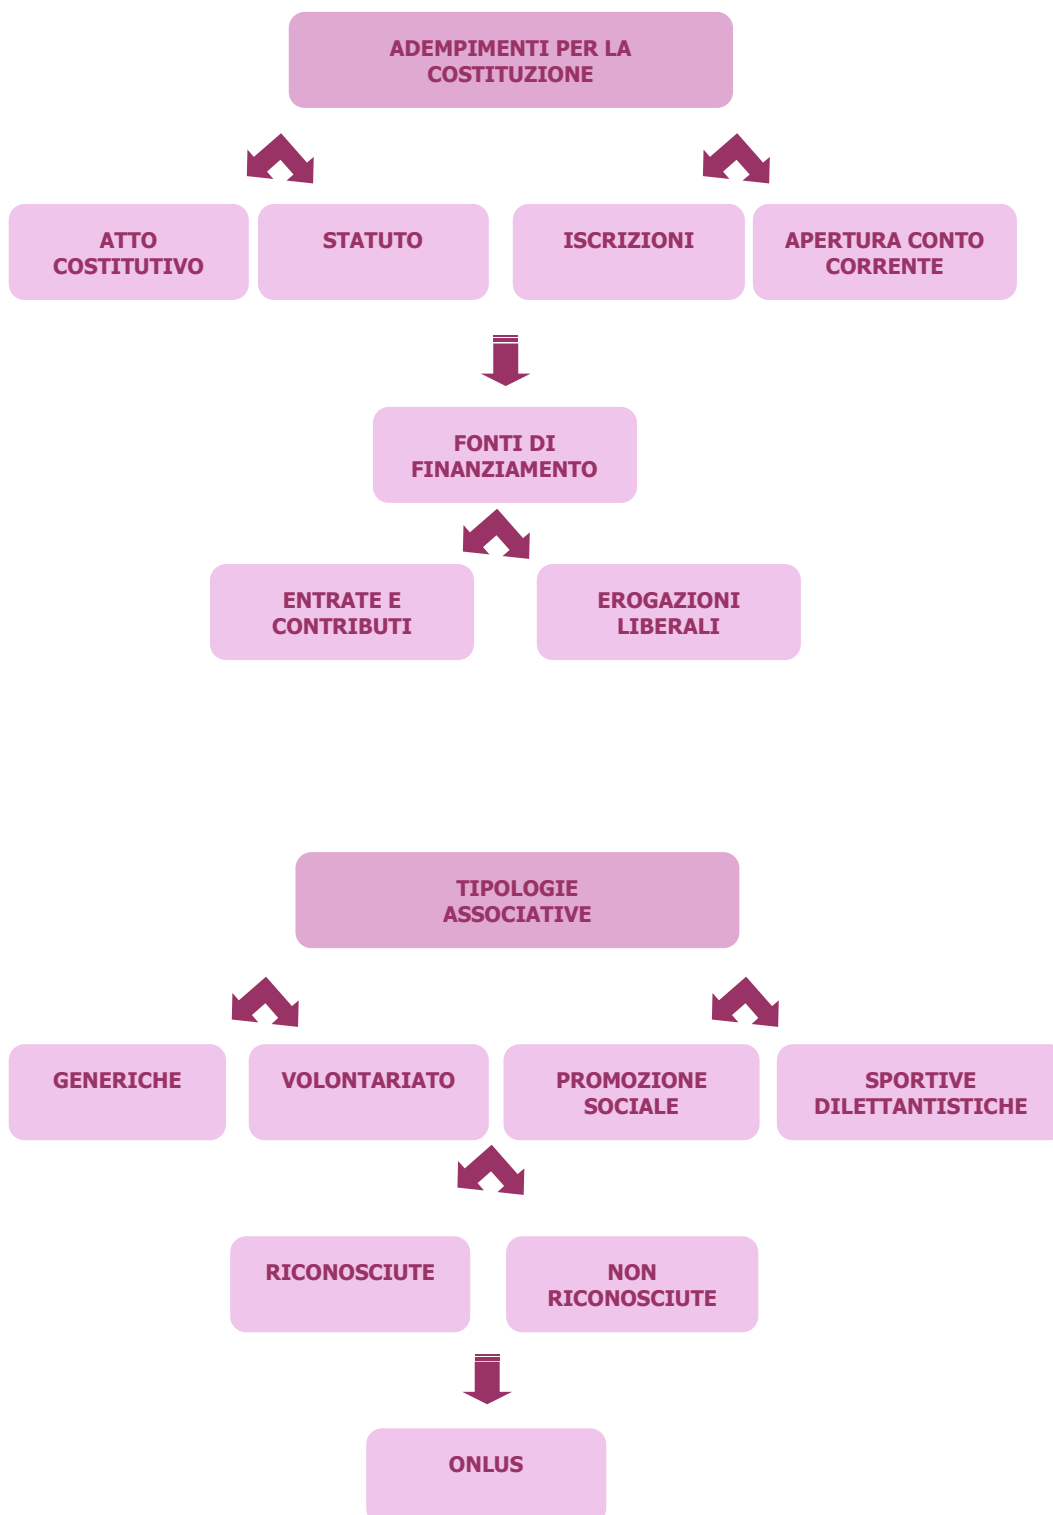 ADEMPIMENTI PER LA
COSTITUZIONE
ATTO
COSTITUTIVO
STATUTO
ISCRIZIONI
APERTURA CONTO
CORRENTE
FONTI DI
FINANZIAMENTO
ENTRATE E
CONTRIBUTI
EROGAZIONI
LIBERALI
TIPOLOGIE
ASSOCIATIVE
GENERICHE
VOLONTARIATO
PROMOZIONE
SOCIALE
SPORTIVE
DILETTANTISTICHE
RICONOSCIUTE
NON
RICONOSCIUTE
ONLUS